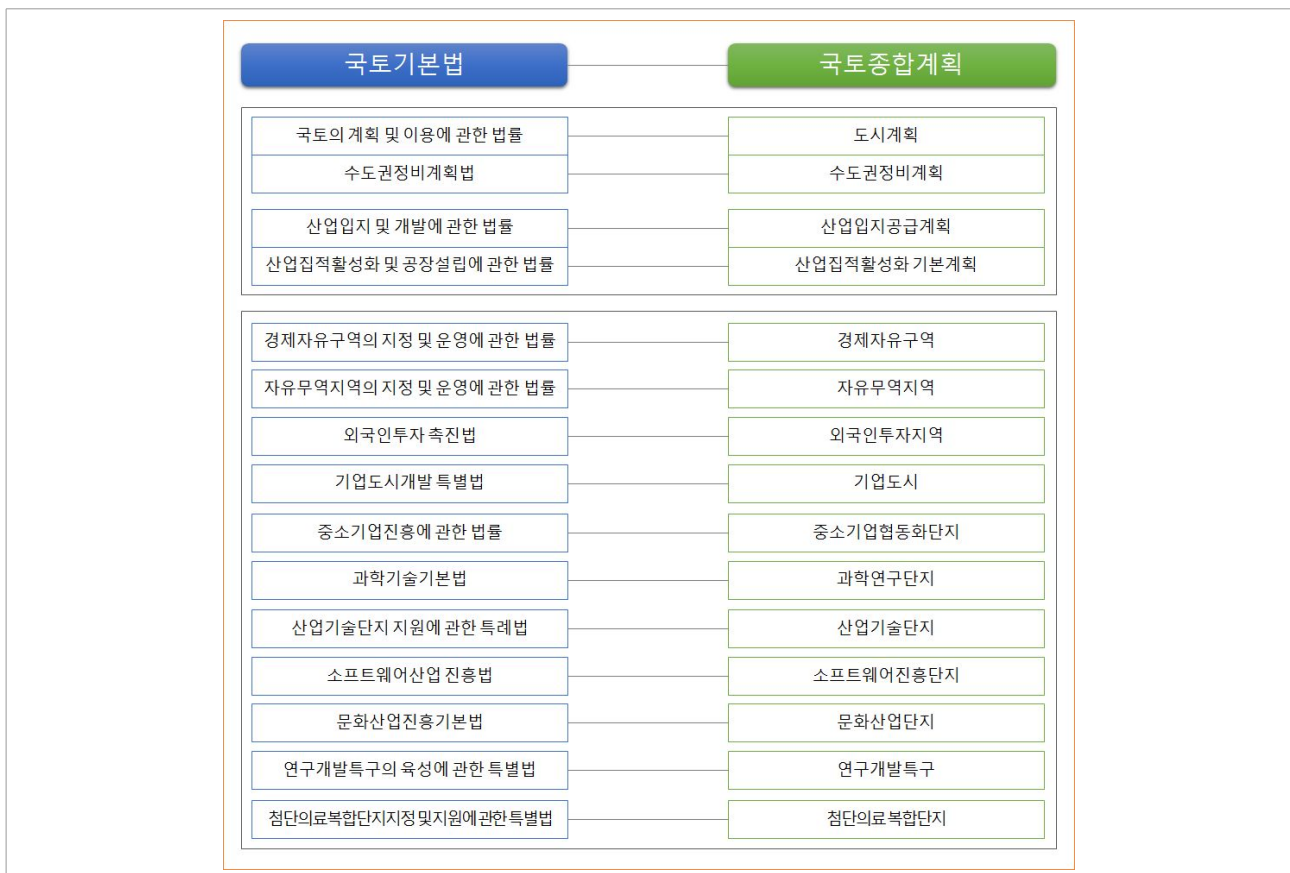 국토기본법 국토종합계획
국토의 계획 및 이용에 관한 법률 도시계획
수도권정비계획법 수도권정비계획
산업입지 및 개발에 관한 법률 산업입지공급계획
산업집적활성화 및 공장설립에 관한 법률 산업집적활성화 기본계획
경제자유구역의 지정 및 운영에 관한 법률 경제자유구역
자유무역지역의 지정 및 운영에 관한 법률 자유무역지역
외국인투자 촉진법 외국인투자지역
기업도시개발 특별법 기업도시
중소기업진흥에 관한 법률 중소기업협동화단지
과학기술기본법 과학연구단지
산업기술단지 지원에 관한 특례법 산업기술단지
소프트웨어산업 진흥법 소프트웨어진흥단지
문화산업진흥기본법 문화산업단지
연구개발특구의 육성에 관한 특별법 연구개발특구
첨단의료복합단지지정및지원에관한특별법 첨단의료복합단지